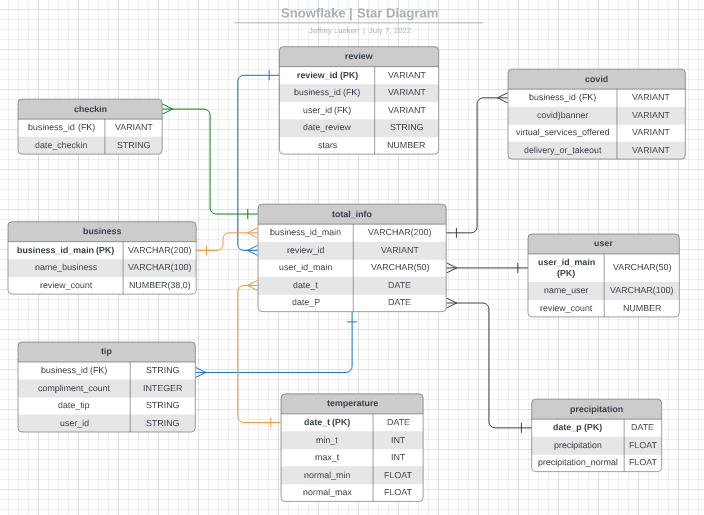 Snowflake | Star Diagram
Jeffrey Lueken | July 7, 2022
review
review_id (PK) VARIANT
business_id (FK) VARIANT
user_id (FK) VARIANT
date_review STRING
stars NUMBER
covid
business_id (FK) VARIANT
covid)banner VARIANT
virtual_services_offered VARIANT
delivery_or_takeout VARIANT
checkin
business_id (FK) VARIANT
date_checkin STRING
total_info
business_id_main VARCHAR(200)
review_id VARIANT
user_id_main VARCHAR(50)
date_t DATE
date_P DATE
business
business_id_main (PK) VARCHAR(200)
name_business VARCHAR(100)
review_count NUMBER(38,0)
user
user_id_main
(PK) VARCHAR(50)
name_user VARCHAR(100)
review_count NUMBER
tip
business_id (FK) STRING
compliment_count INTEGER
date_tip STRING
user_id STRING
temperature
date_t (PK) DATE
min_t INT
max_t INT
normal_min FLOAT
normal_max FLOAT
precipitation
date_p (PK) DATE
precipitation FLOAT
precipitation_normal FLOAT